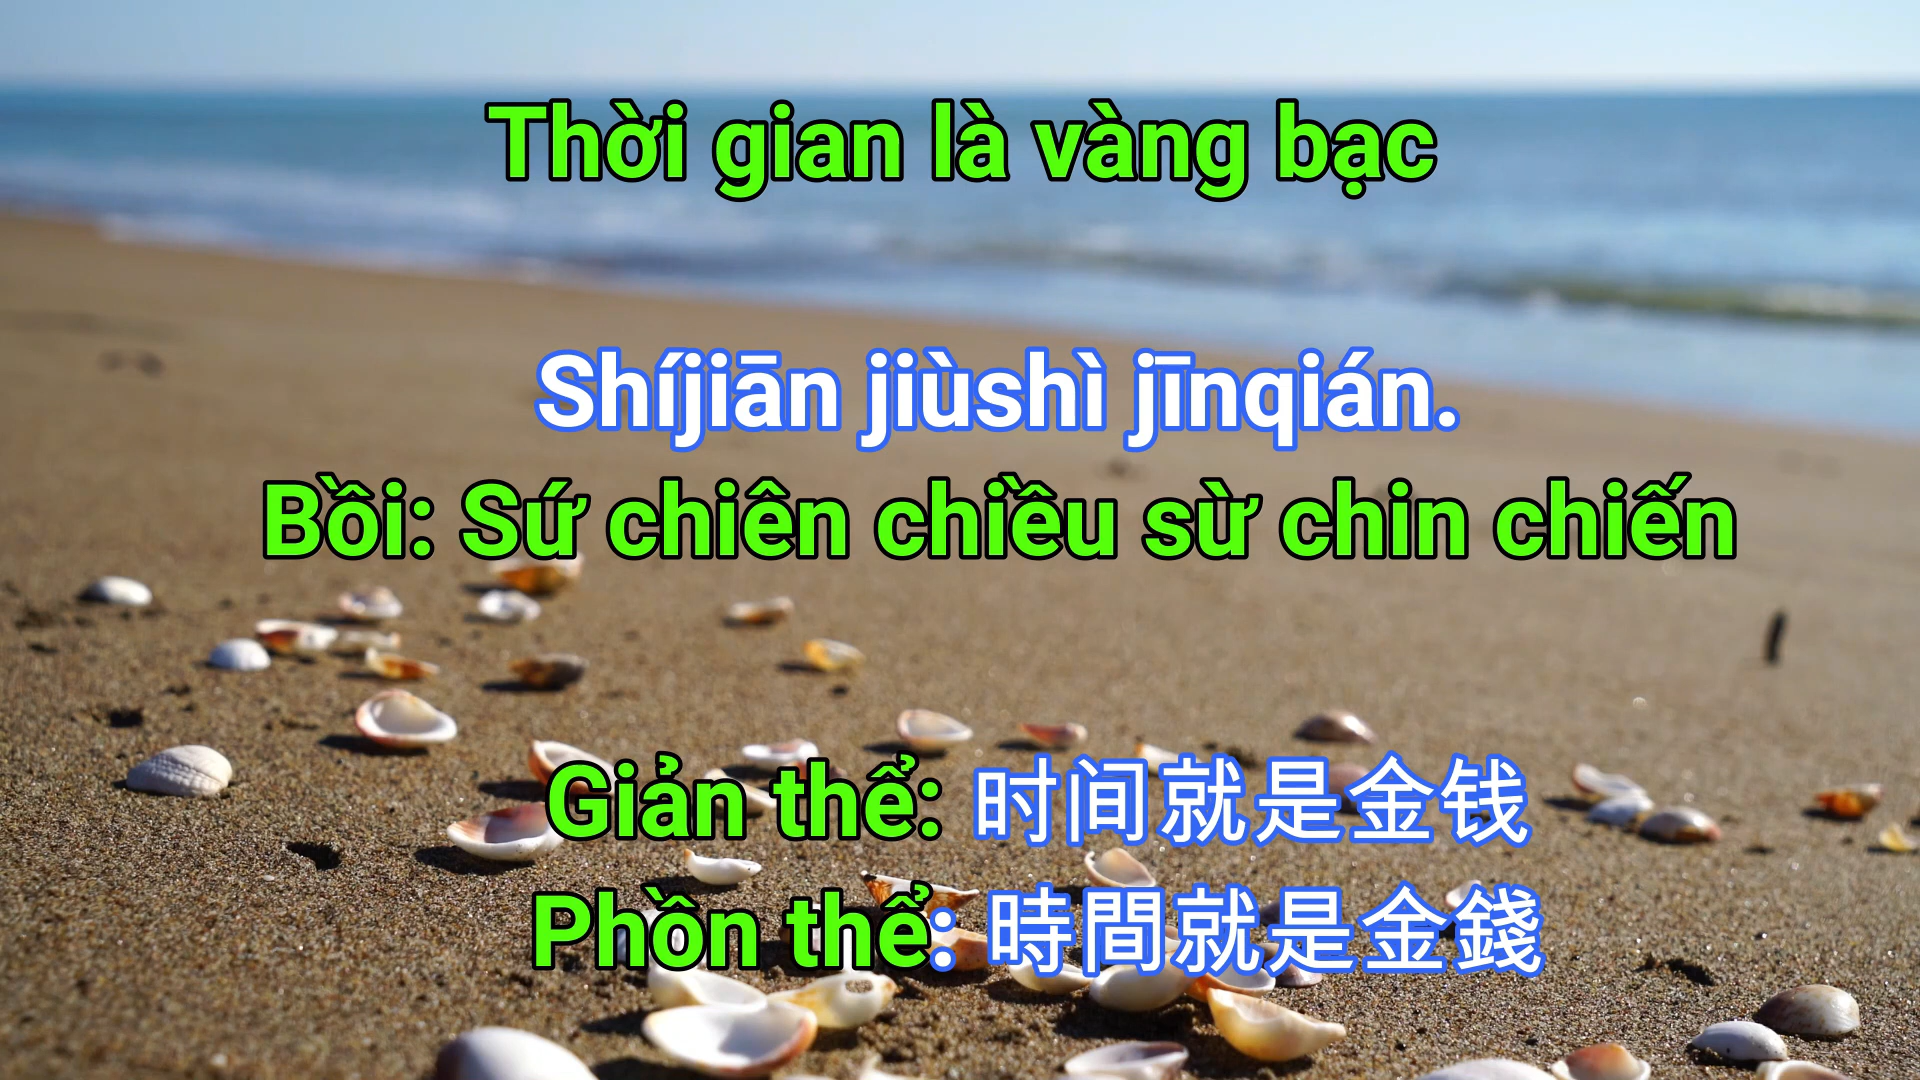 Thời gian là vàng bạc
Shíjiān jiùshì jīnqián.
Bồi: Sứ chiên chiều sừ chin chiến
Giản thể: 时间就是金钱
Phồn thể: 時間就是金錢